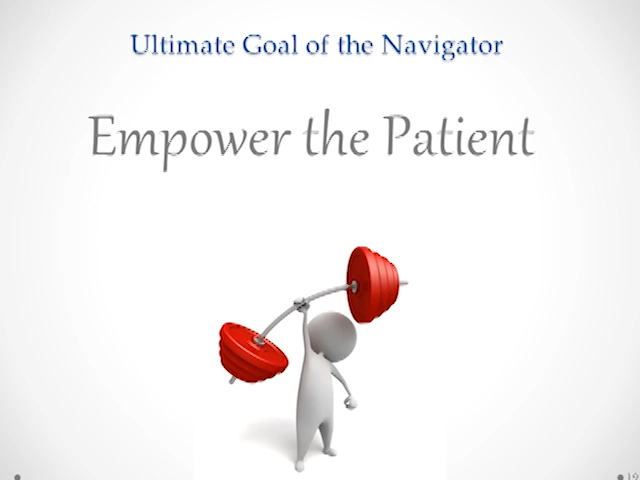 Ultimate Goal of the Navigator
Empower the Patient
19